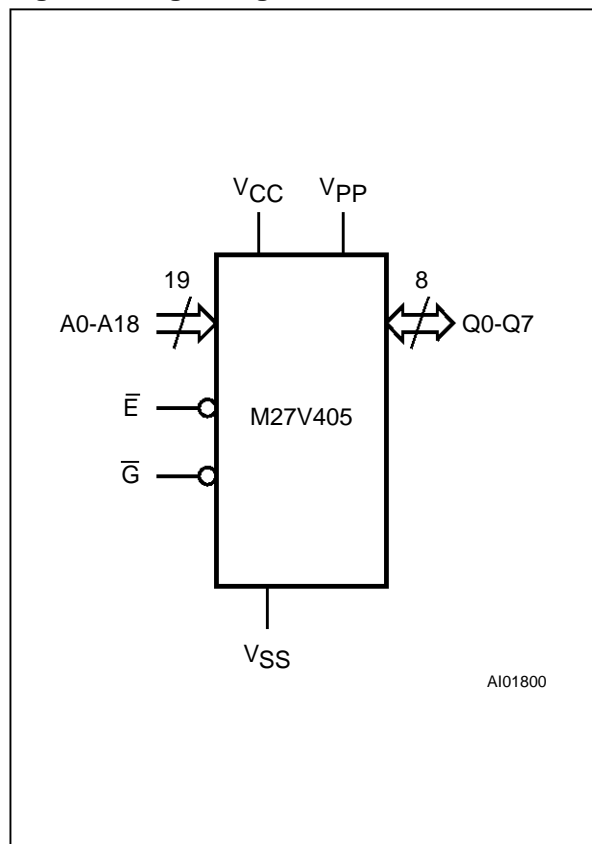 VCC VPP
19 8
A0-A18 Q0-Q7
E̅
M27V405
G̅
VSS
AI01800